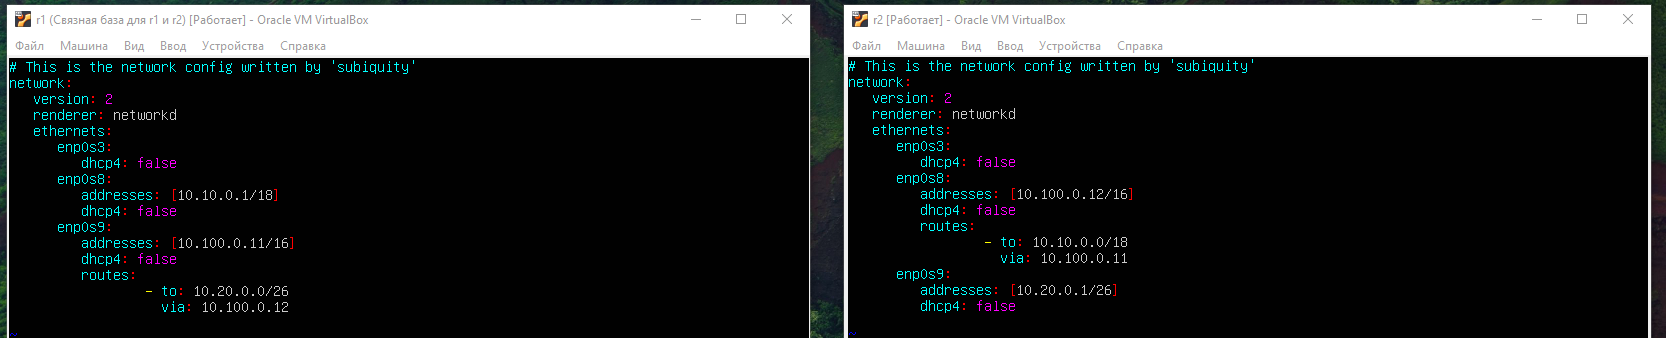 r1 (Связная база для r1 и r2) [Работает] - Oracle VM VirtualBox
Файл Машина Вид Ввод Устройства Справка
# This is the network config written by 'subiquity'
network:
version: 2
renderer: networkd
ethernets:
enp0s3:
dhcp4: false
enp0s8:
addresses: [10.10.0.1/18]
dhcp4: false
enp0s9:
addresses: [10.100.0.11/16]
dhcp4: false
routes:
- to: 10.20.0.0/26
via: 10.100.0.12
~
r2 [Работает] - Oracle VM VirtualBox
Файл Машина Вид Ввод Устройства Справка
# This is the network config written by 'subiquity'
network:
version: 2
renderer: networkd
ethernets:
enp0s3:
dhcp4: false
enp0s8:
addresses: [10.100.0.12/16]
dhcp4: false
routes:
- to: 10.10.0.0/18
via: 10.100.0.11
enp0s9:
addresses: [10.20.0.1/26]
dhcp4: false
~